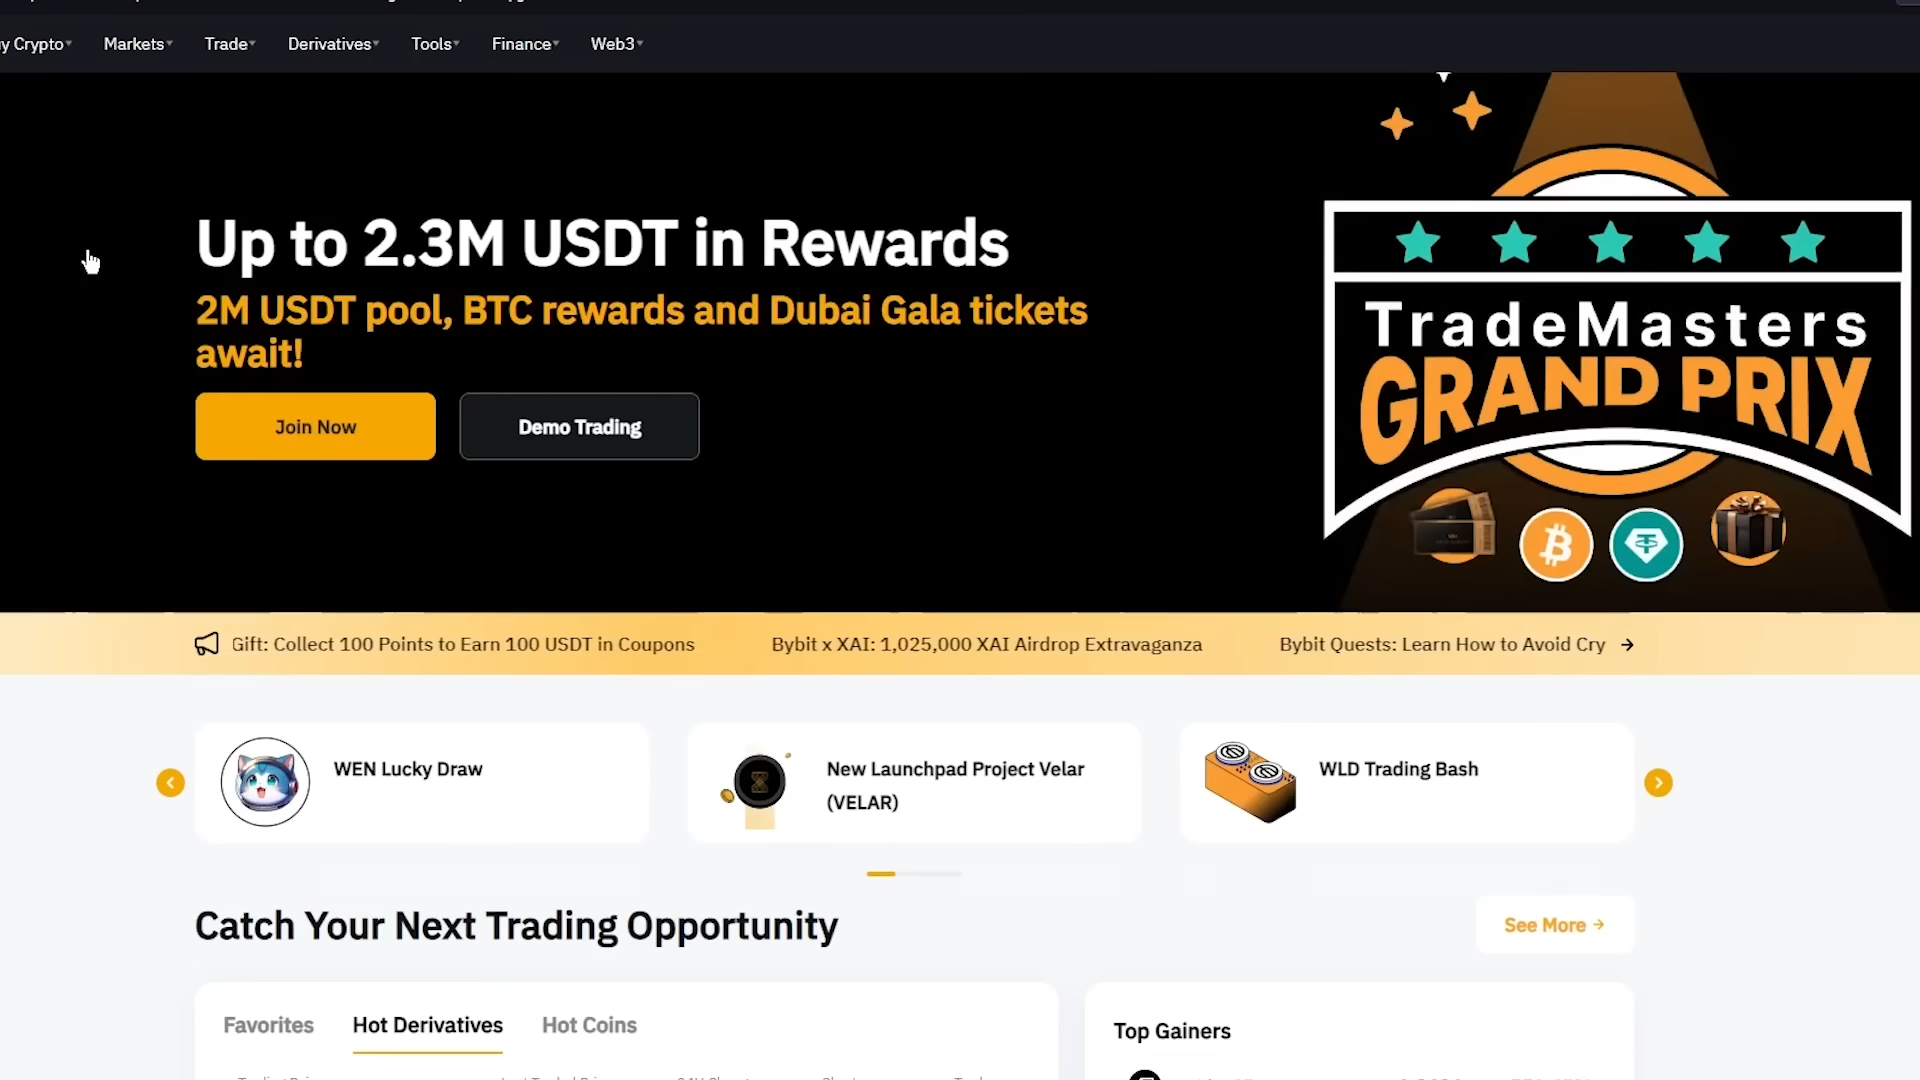 Crypto
Markets
Trade
Derivatives
Tools
Finance
Web3
Up to 2.3M USDT in Rewards
2M USDT pool, BTC rewards and Dubai Gala tickets
await!
Join Now
Demo Trading
TradeMasters
GRAND PRIX
Gift: Collect 100 Points to Earn 100 USDT in Coupons
Bybit x XAI: 1,025,000 XAI Airdrop Extravaganza
Bybit Quests: Learn How to Avoid Cry
WEN Lucky Draw
New Launchpad Project Velar
(VELAR)
WLD Trading Bash
Catch Your Next Trading Opportunity
See More
Favorites
Hot Derivatives
Hot Coins
Top Gainers